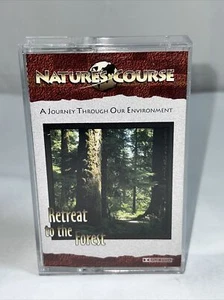 NATURE'S COURSE
A JOURNEY THROUGH OUR ENVIRONMENT
Retreat
to the
Forest